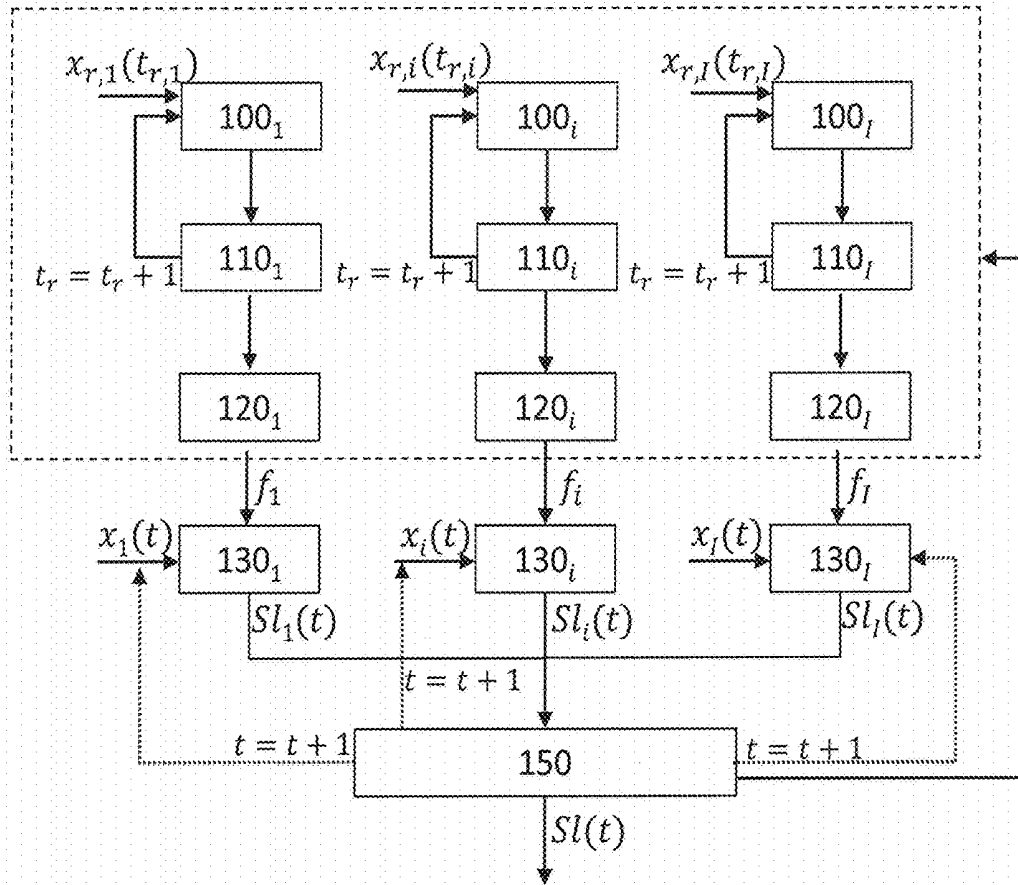 x_{r,1}(t_{r,1}) x_{r,i}(t_{r,i}) x_{r,I}(t_{r,I})
100_1 100_i 100_I
110_1 110_i 110_I
t_r = t_r + 1 t_r = t_r + 1 t_r = t_r + 1
120_1 120_i 120_I
f_1 f_i f_I
x_1(t) x_i(t) x_I(t)
130_1 130_i 130_I
Sl_1(t) Sl_i(t) Sl_I(t)
t = t + 1
t = t + 1 150 t = t + 1
Sl(t)